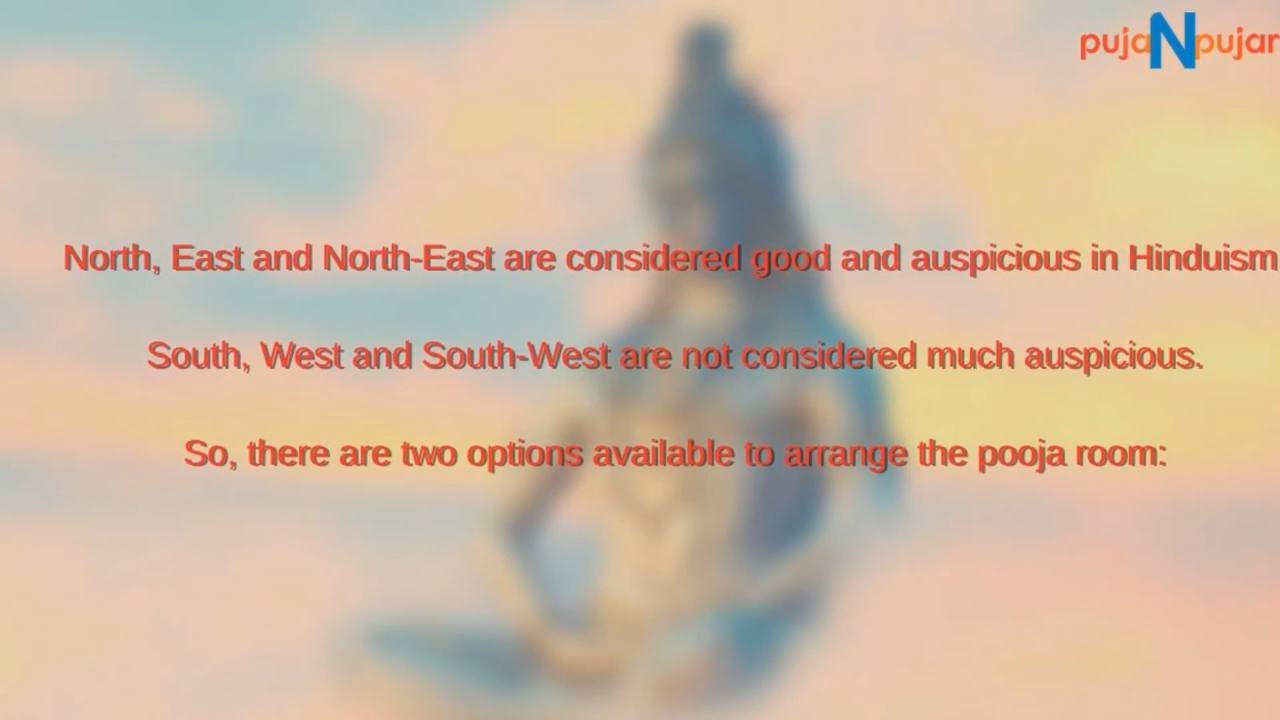 pujaNpujar
North, East and North-East are considered good and auspicious in Hinduism
South, West and South-West are not considered much auspicious.
So, there are two options available to arrange the pooja room: